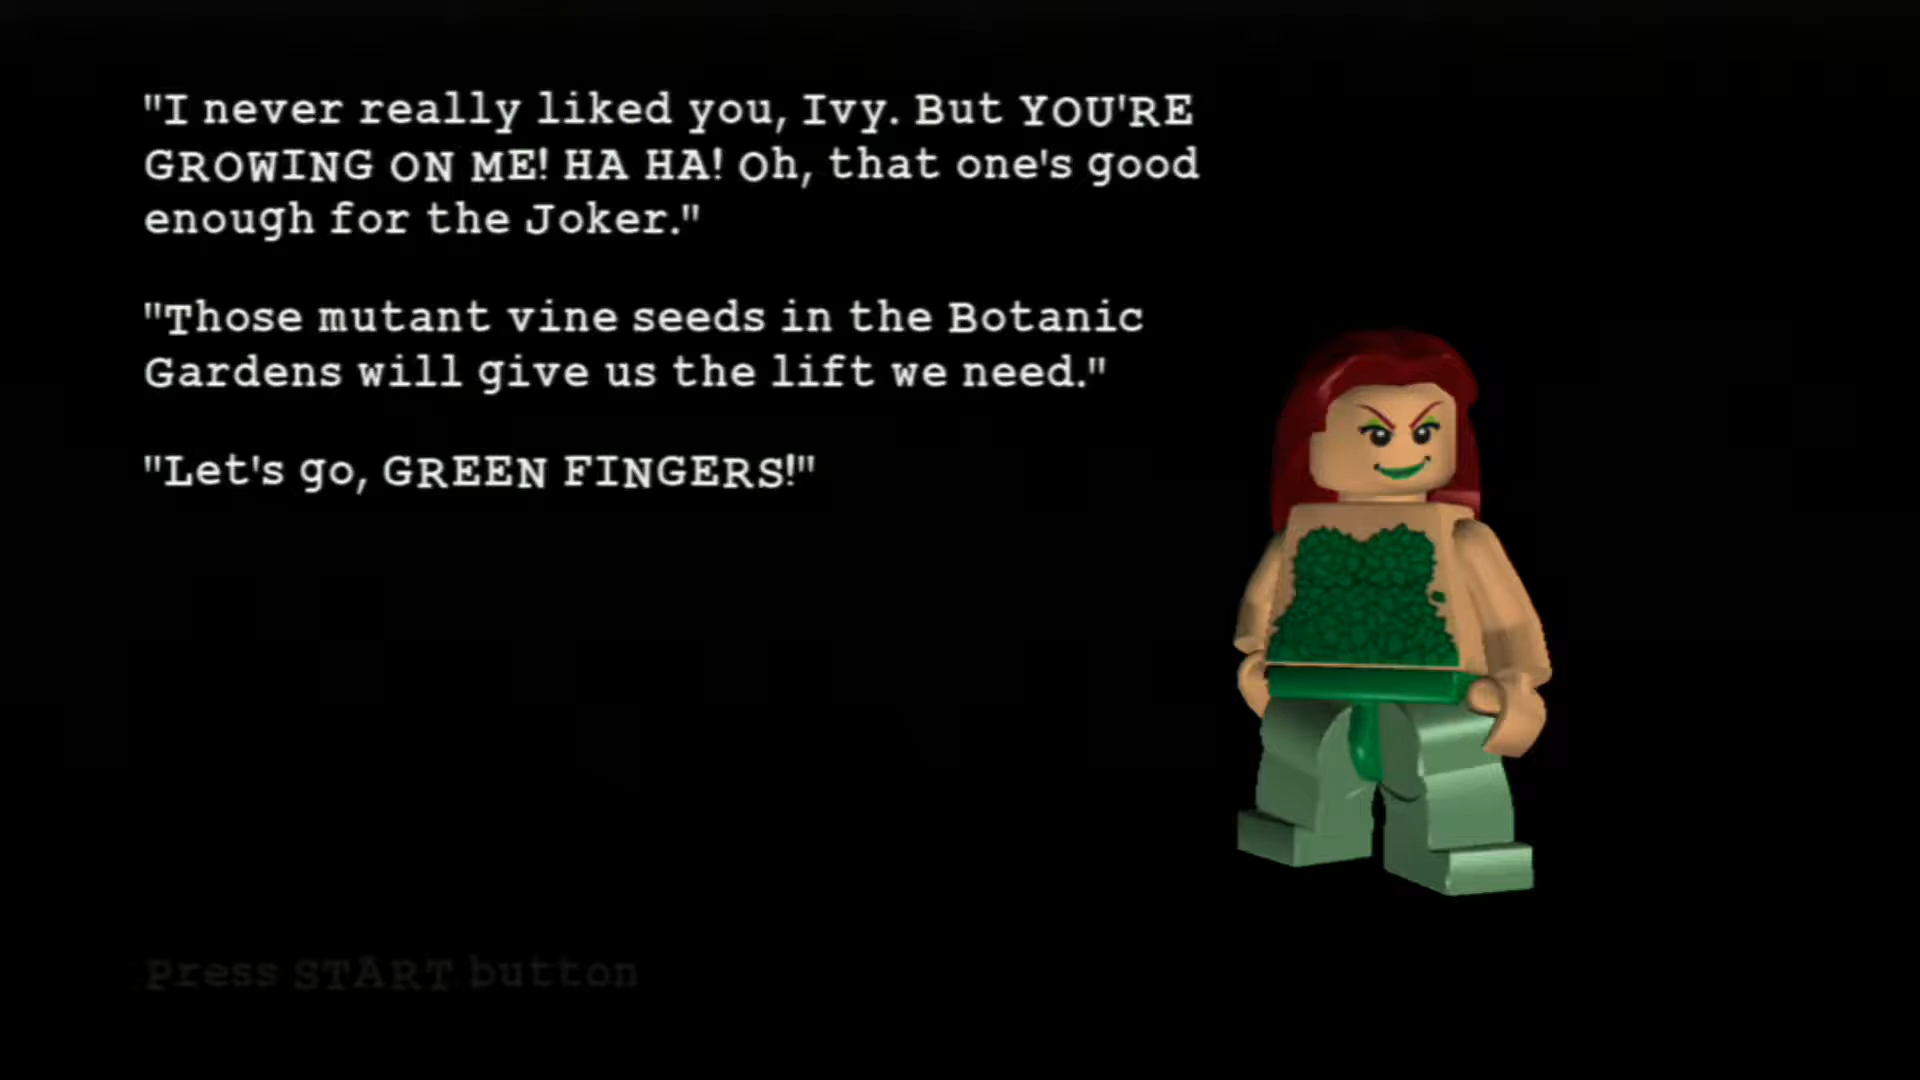 "I never really liked you, Ivy. But YOU'RE
GROWING ON ME! HA HA! Oh, that one's good
enough for the Joker."
"Those mutant vine seeds in the Botanic
Gardens will give us the lift we need."
"Let's go, GREEN FINGERS!"
Press START button